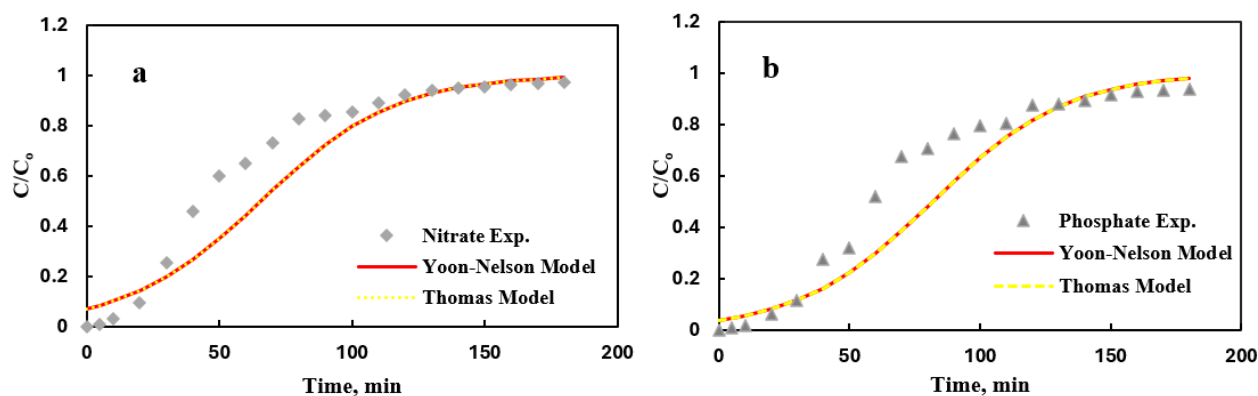 a
C/Co
1.2
1
0.8
0.6
0.4
0.2
0
0
50
100
150
200
Time, min
Nitrate Exp.
Yoon-Nelson Model
Thomas Model
b
C/Co
1.2
1
0.8
0.6
0.4
0.2
0
0
50
100
150
200
Time, min
Phosphate Exp.
Yoon-Nelson Model
Thomas Model